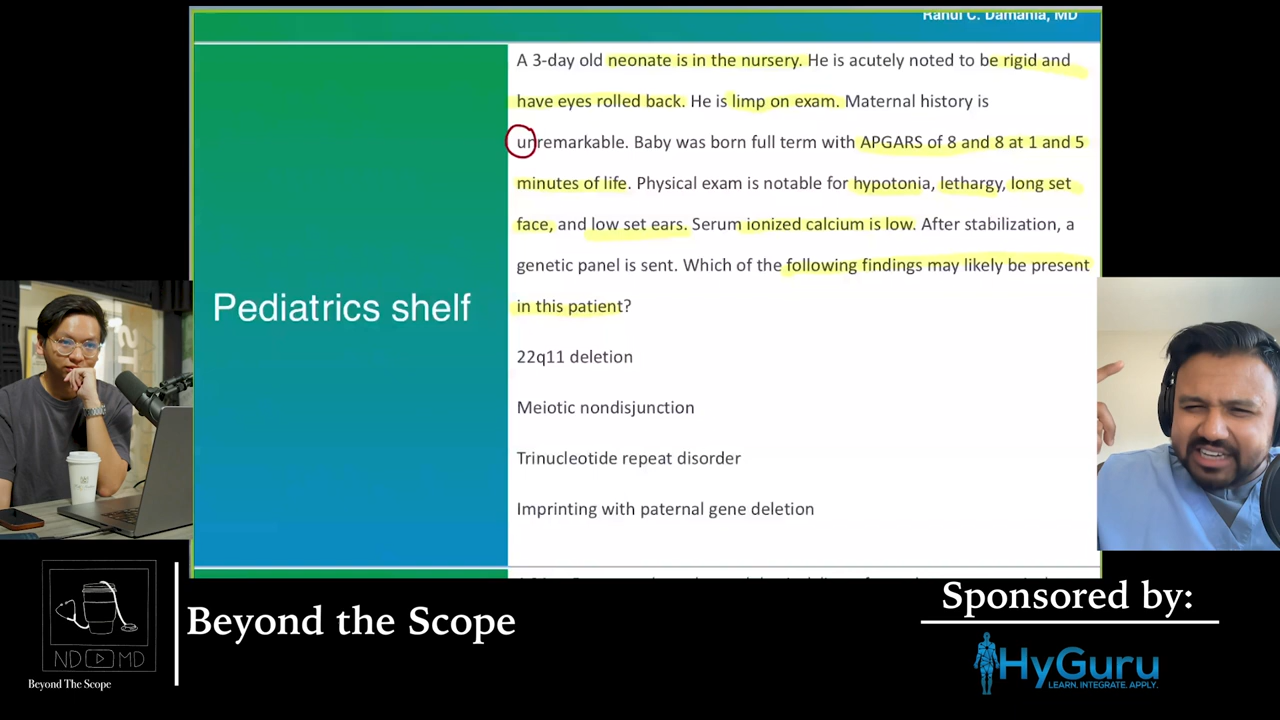 Rahul C. Damania, MD
A 3-day old neonate is in the nursery. He is acutely noted to be rigid and
have eyes rolled back. He is limp on exam. Maternal history is
unremarkable. Baby was born full term with APGARS of 8 and 8 at 1 and 5
minutes of life. Physical exam is notable for hypotonia, lethargy, long set
face, and low set ears. Serum ionized calcium is low. After stabilization, a
genetic panel is sent. Which of the following findings may likely be present
in this patient?
Pediatrics shelf
22q11 deletion
Meiotic nondisjunction
Trinucleotide repeat disorder
Imprinting with paternal gene deletion
Beyond the Scope
Sponsored by:
ND MD
Beyond The Scope
HyGuru
LEARN. INTEGRATE. APPLY.